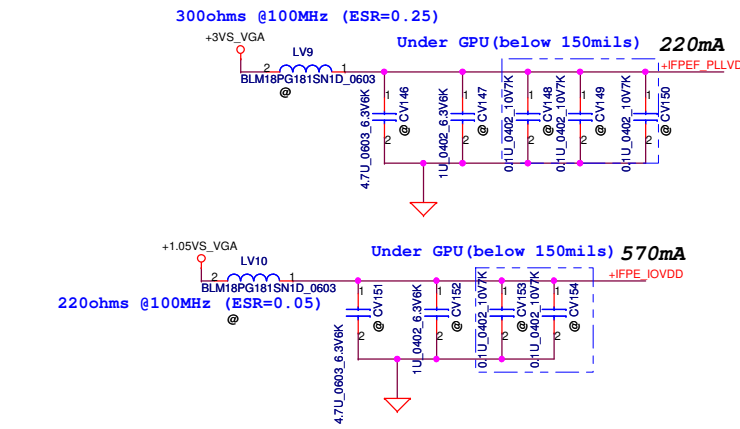 300ohms @100MHz (ESR=0.25)
+3VS_VGA
LV9
Under GPU(below 150mils)
220mA
+IFPEF_PLLVD
2
1
BLM18PG181SN1D_0603
@
4.7U_0603_6.3V6K
1
2
@ CV146
1U_0402_6.3V6K
1
2
@ CV147
0.1U_0402_10V7K
1
2
@ CV148
0.1U_0402_10V7K
1
2
@ CV149
0.1U_0402_10V7K
1
2
@ CV150
+1.05VS_VGA
LV10
Under GPU(below 150mils)
570mA
+IFPE_IOVDD
2
1
BLM18PG181SN1D_0603
220ohms @100MHz (ESR=0.05)
@
4.7U_0603_6.3V6K
1
2
@ CV151
1U_0402_6.3V6K
1
2
@ CV152
0.1U_0402_10V7K
1
2
@ CV153
0.1U_0402_10V7K
1
2
@ CV154